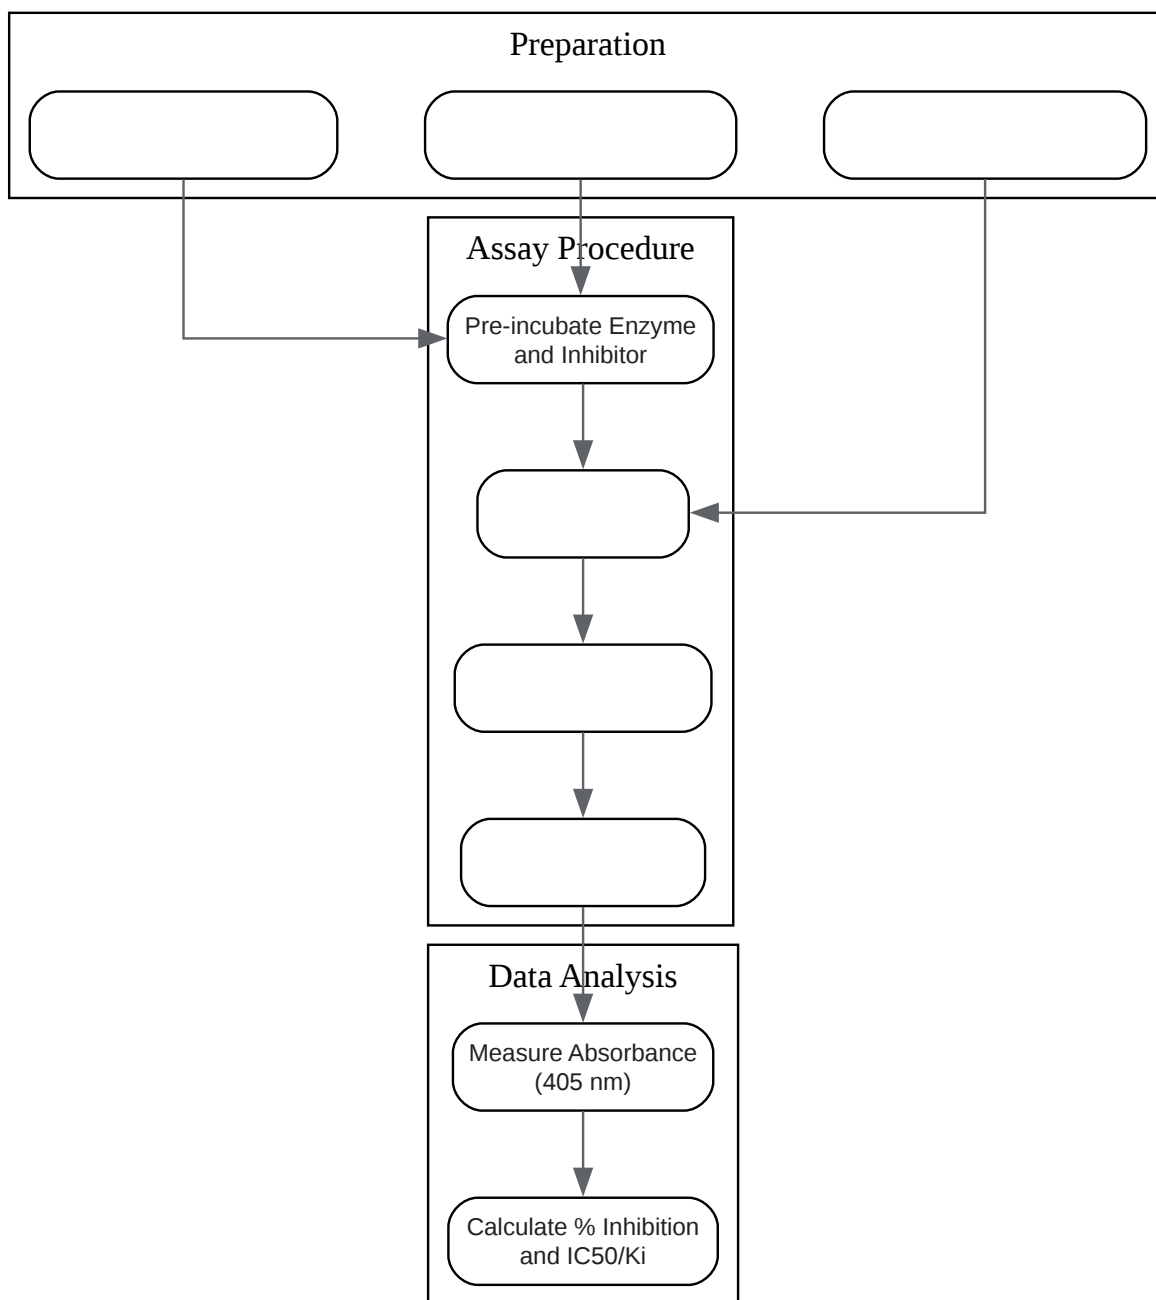 Preparation
Assay Procedure
Pre-incubate Enzyme
and Inhibitor
Data Analysis
Measure Absorbance
(405 nm)
Calculate % Inhibition
and IC50/Ki